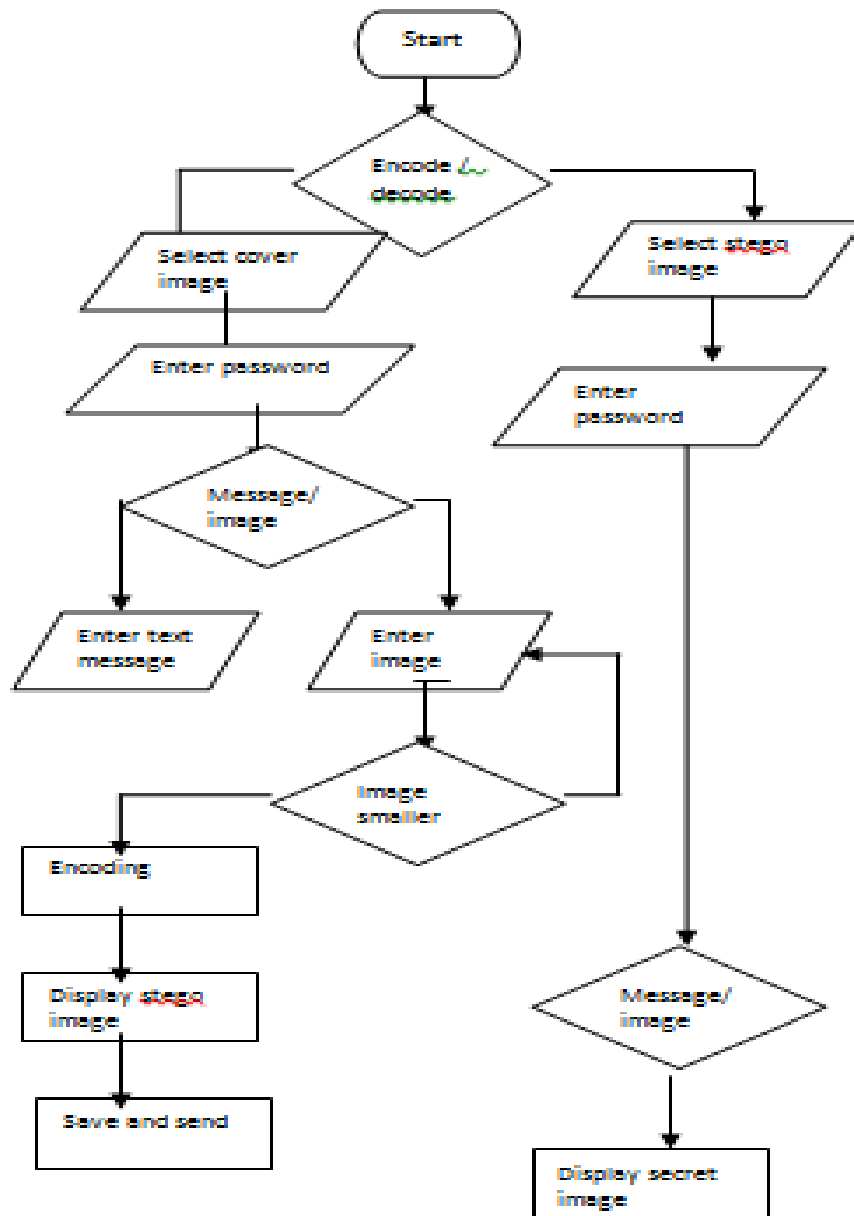 Start
Encode /
decode
Select cover
image
Select stego
image
Enter password
Enter
password
Message/
image
Enter text
message
Enter
image
Image
smaller
Encoding
Display stego
image
Message/
image
Save and send
Display secret
image